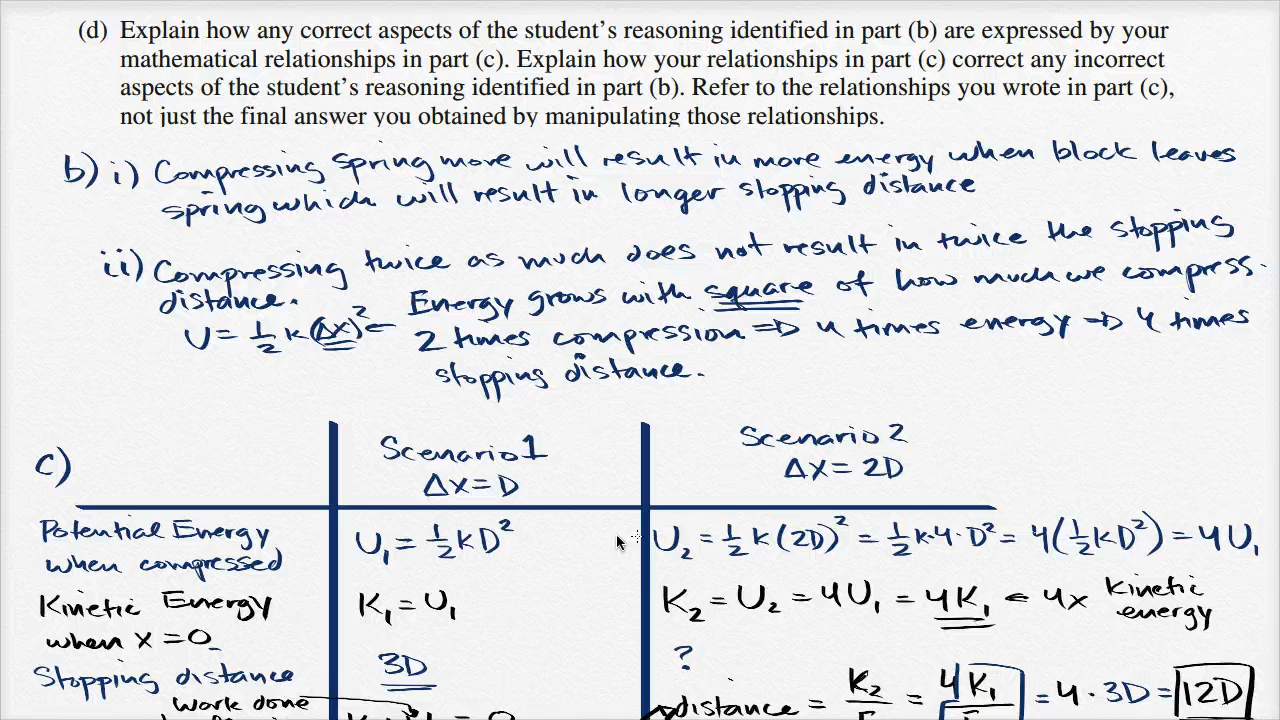 (d) Explain how any correct aspects of the student's reasoning identified in part (b) are expressed by your
mathematical relationships in part (c). Explain how your relationships in part (c) correct any incorrect
aspects of the student's reasoning identified in part (b). Refer to the relationships you wrote in part (c),
not just the final answer you obtained by manipulating those relationships.
b) i) Compressing spring more will result in more energy when block leaves
spring which will result in longer stopping distance
ii) Compressing twice as much does not result in twice the stopping
distance. Energy grows with square of how much we compress.
U = ½ k (Δx)² ← 2 times compression ⇒ 4 times energy ⇒ 4 times
stopping distance.
c)
Scenario 1
Δx = D
Scenario 2
Δx = 2D
Potential Energy
when compressed
U₁ = ½ kD²
U₂ = ½ k (2D)² = ½ k·4·D² = 4(½ kD²) = 4U₁
Kinetic Energy
when x = 0
K₁ = U₁
K₂ = U₂ = 4U₁ = 4K₁ ← 4x Kinetic
energy
Stopping distance
3D
?
work done
distance = K₂ = 4K₁ = 4·3D = 12D